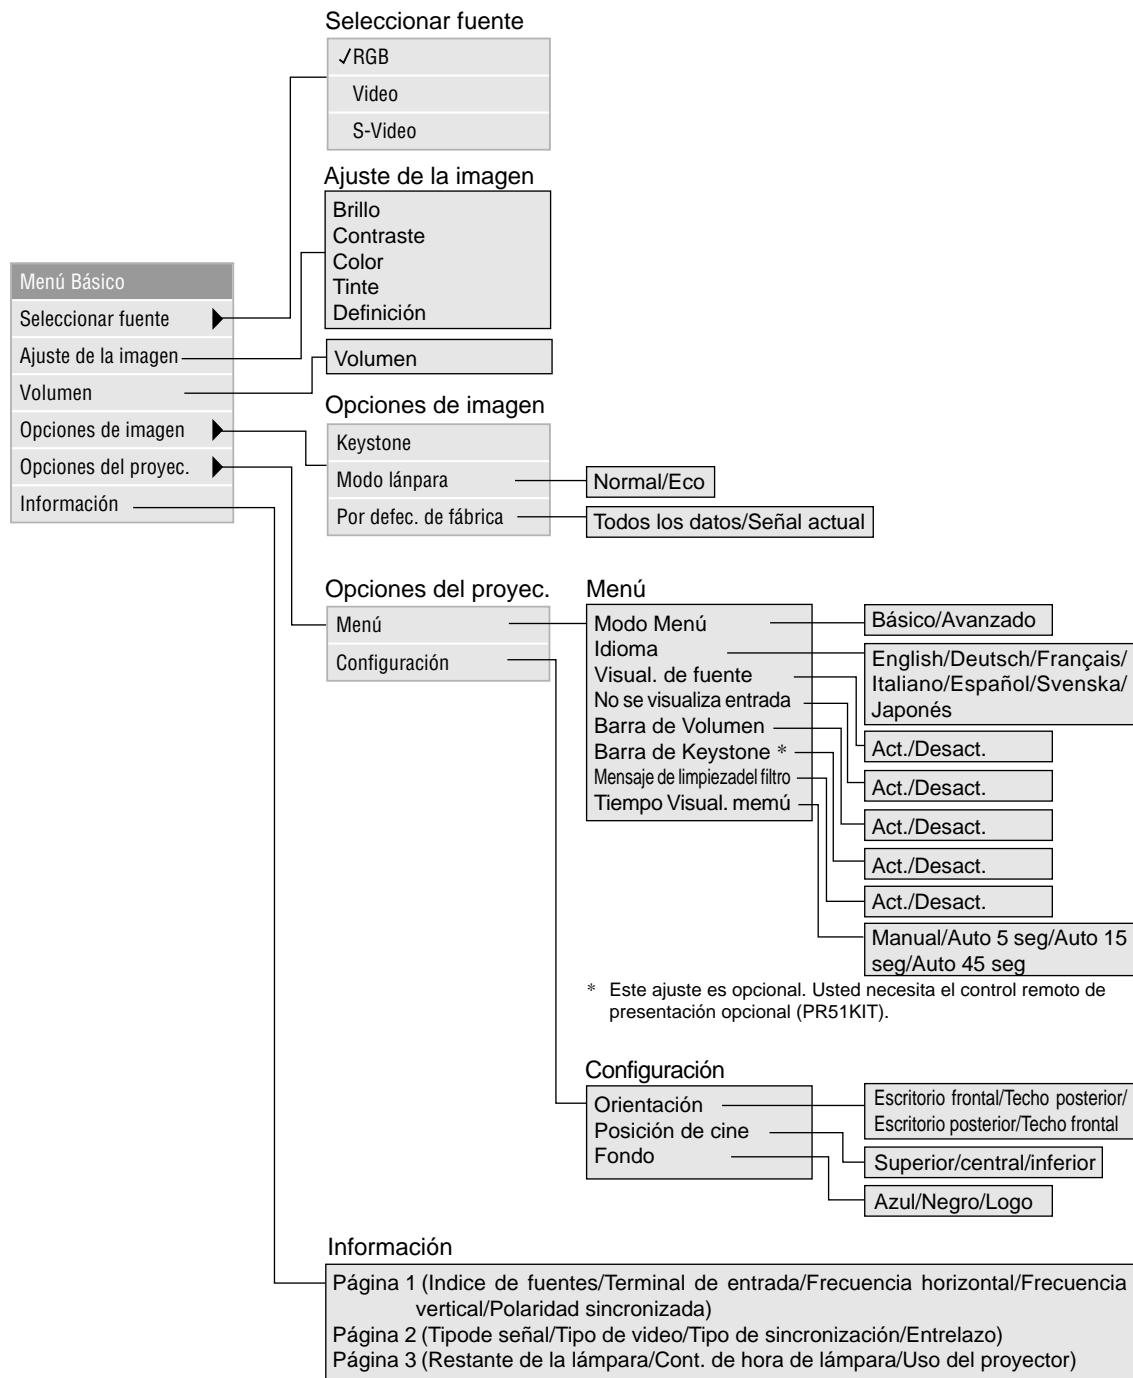 Seleccionar fuente
✓RGB
Video
S-Video
Ajuste de la imagen
Brillo
Contraste
Color
Tinte
Definición
Menú Básico
Seleccionar fuente
Ajuste de la imagen
Volumen
Opciones de imagen
Opciones del proyec.
Información
Volumen
Opciones de imagen
Keystone
Modo lánpara
Normal/Eco
Por defec. de fábrica
Todos los datos/Señal actual
Opciones del proyec.
Menú
Configuración
Menú
Modo Menú
Idioma
Visual. de fuente
No se visualiza entrada
Barra de Volumen
Barra de Keystone *
Mensaje de limpiezadel filtro
Tiempo Visual. memú
Básico/Avanzado
English/Deutsch/Français/
Italiano/Español/Svenska/
Japonés
Act./Desact.
Act./Desact.
Act./Desact.
Act./Desact.
Act./Desact.
Manual/Auto 5 seg/Auto 15
seg/Auto 45 seg
* Este ajuste es opcional. Usted necesita el control remoto de
presentación opcional (PR51KIT).
Configuración
Orientación
Posición de cine
Fondo
Escritorio frontal/Techo posterior/
Escritorio posterior/Techo frontal
Superior/central/inferior
Azul/Negro/Logo
Información
Página 1 (Indice de fuentes/Terminal de entrada/Frecuencia horizontal/Frecuencia
vertical/Polaridad sincronizada)
Página 2 (Tipode señal/Tipo de video/Tipo de sincronización/Entrelazo)
Página 3 (Restante de la lámpara/Cont. de hora de lámpara/Uso del proyector)